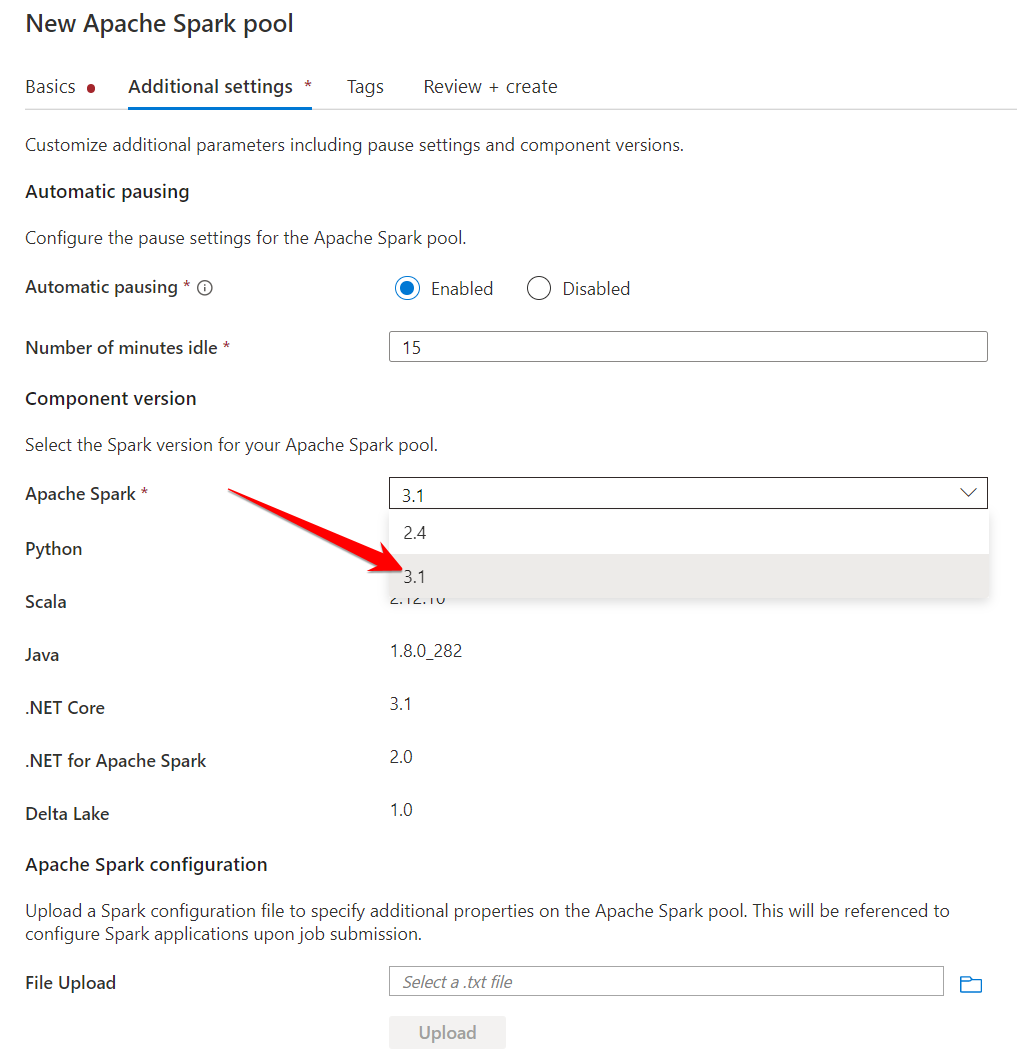 New Apache Spark pool
Basics Additional settings * Tags Review + create
Customize additional parameters including pause settings and component versions.
Automatic pausing
Configure the pause settings for the Apache Spark pool.
Automatic pausing * Enabled Disabled
Number of minutes idle * 15
Component version
Select the Spark version for your Apache Spark pool.
Apache Spark * 3.1
2.4
Python
3.1
Scala
Java 1.8.0_282
.NET Core 3.1
.NET for Apache Spark 2.0
Delta Lake 1.0
Apache Spark configuration
Upload a Spark configuration file to specify additional properties on the Apache Spark pool. This will be referenced to
configure Spark applications upon job submission.
File Upload Select a .txt file
Upload